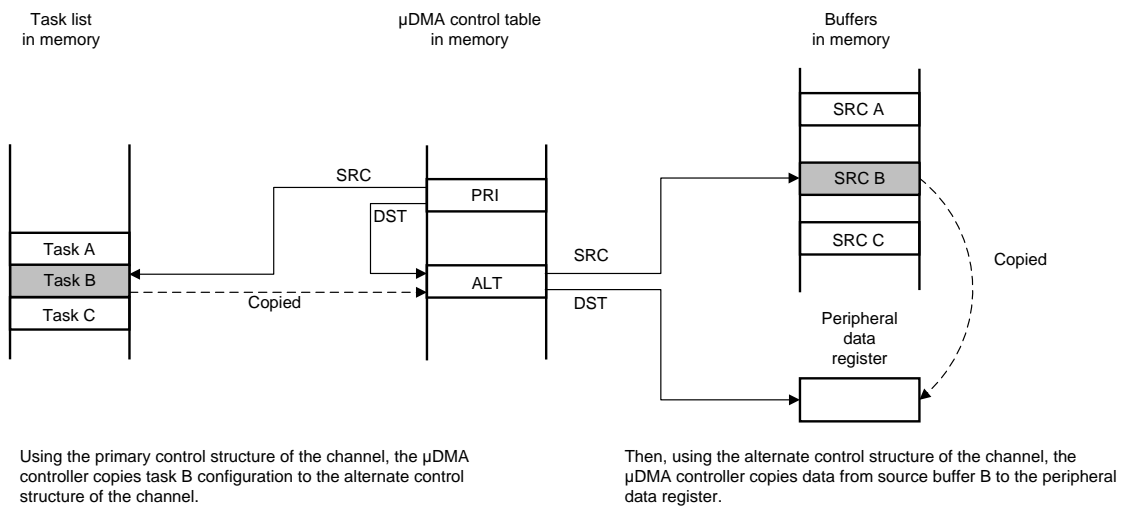 Task list
in memory
μDMA control table
in memory
Buffers
in memory
SRC A
SRC B
SRC C
SRC
PRI
DST
Task A
Task B
Task C
Copied
ALT
SRC
DST
Copied
Peripheral
data
register
Using the primary control structure of the channel, the μDMA
controller copies task B configuration to the alternate control
structure of the channel.
Then, using the alternate control structure of the channel, the
μDMA controller copies data from source buffer B to the peripheral
data register.